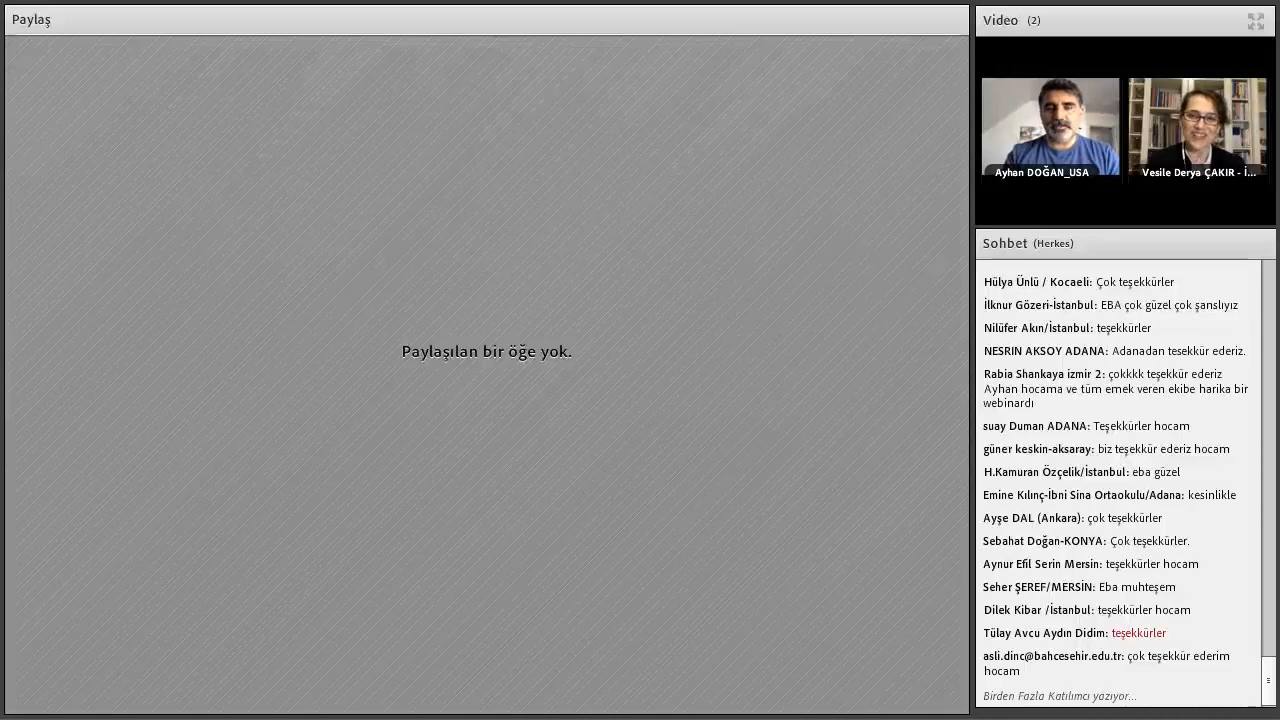 Paylaş
Paylaşılan bir öğe yok.
Video (2)
Ayhan DOĞAN_USA
Vesile Derya ÇAKIR - İ...
Sohbet (Herkes)
Hülya Ünlü / Kocaeli: Çok teşekkürler
İlknur Gözeri-İstanbul: EBA çok güzel çok şanslıyız
Nilüfer Akın/İstanbul: teşekkürler
NESRIN AKSOY ADANA: Adanadan tesekkür ederiz.
Rabia Shankaya izmir 2: çokkkk teşekkür ederiz
Ayhan hocama ve tüm emek veren ekibe harika bir
webinardı
suay Duman ADANA: Teşekkürler hocam
güner keskin-aksaray: biz teşekkür ederiz hocam
H.Kamuran Özçelik/İstanbul: eba güzel
Emine Kılınç-İbni Sina Ortaokulu/Adana: kesinlikle
Ayşe DAL (Ankara): çok teşekkürler
Sebahat Doğan-KONYA: Çok teşekkürler.
Aynur Efil Serin Mersin: teşekkürler hocam
Seher ŞEREF/MERSİN: Eba muhteşem
Dilek Kibar /İstanbul: teşekkürler hocam
Tülay Avcu Aydın Didim: teşekkürler
asli.dinc@bahcesehir.edu.tr: çok teşekkür ederim
hocam
Birden Fazla Katılımcı yazıyor...